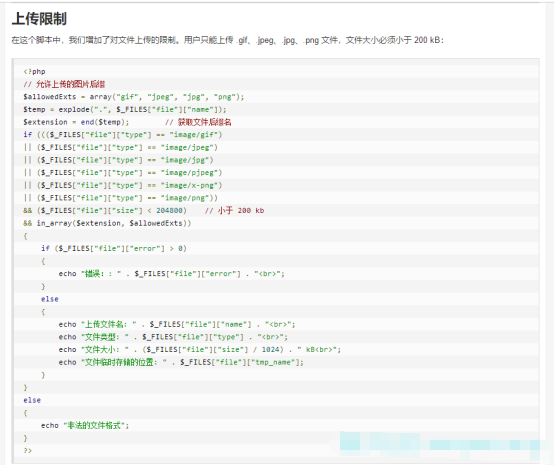 上传限制
在这个脚本中，我们增加了对文件上传的限制。用户只能上传 .gif、.jpeg、.jpg、.png 文件，文件大小必须小于 200 kB：
<?php
// 允许上传的图片后缀
$allowedExts = array("gif", "jpeg", "jpg", "png");
$temp = explode(".", $_FILES["file"]["name"]);
$extension = end($temp);        // 获取文件后缀名
if ((($_FILES["file"]["type"] == "image/gif")
|| ($_FILES["file"]["type"] == "image/jpeg")
|| ($_FILES["file"]["type"] == "image/jpg")
|| ($_FILES["file"]["type"] == "image/pjpeg")
|| ($_FILES["file"]["type"] == "image/x-png")
|| ($_FILES["file"]["type"] == "image/png"))
&& ($_FILES["file"]["size"] < 204800)    // 小于 200 kb
&& in_array($extension, $allowedExts))
{
    if ($_FILES["file"]["error"] > 0)
    {
        echo "错误：: " . $_FILES["file"]["error"] . "<br>";
    }
    else
    {
        echo "上传文件名: " . $_FILES["file"]["name"] . "<br>";
        echo "文件类型: " . $_FILES["file"]["type"] . "<br>";
        echo "文件大小: " . ($_FILES["file"]["size"] / 1024) . " kB<br>";
        echo "文件临时存储的位置: " . $_FILES["file"]["tmp_name"];
    }
}
else
{
    echo "非法的文件格式";
}
?>